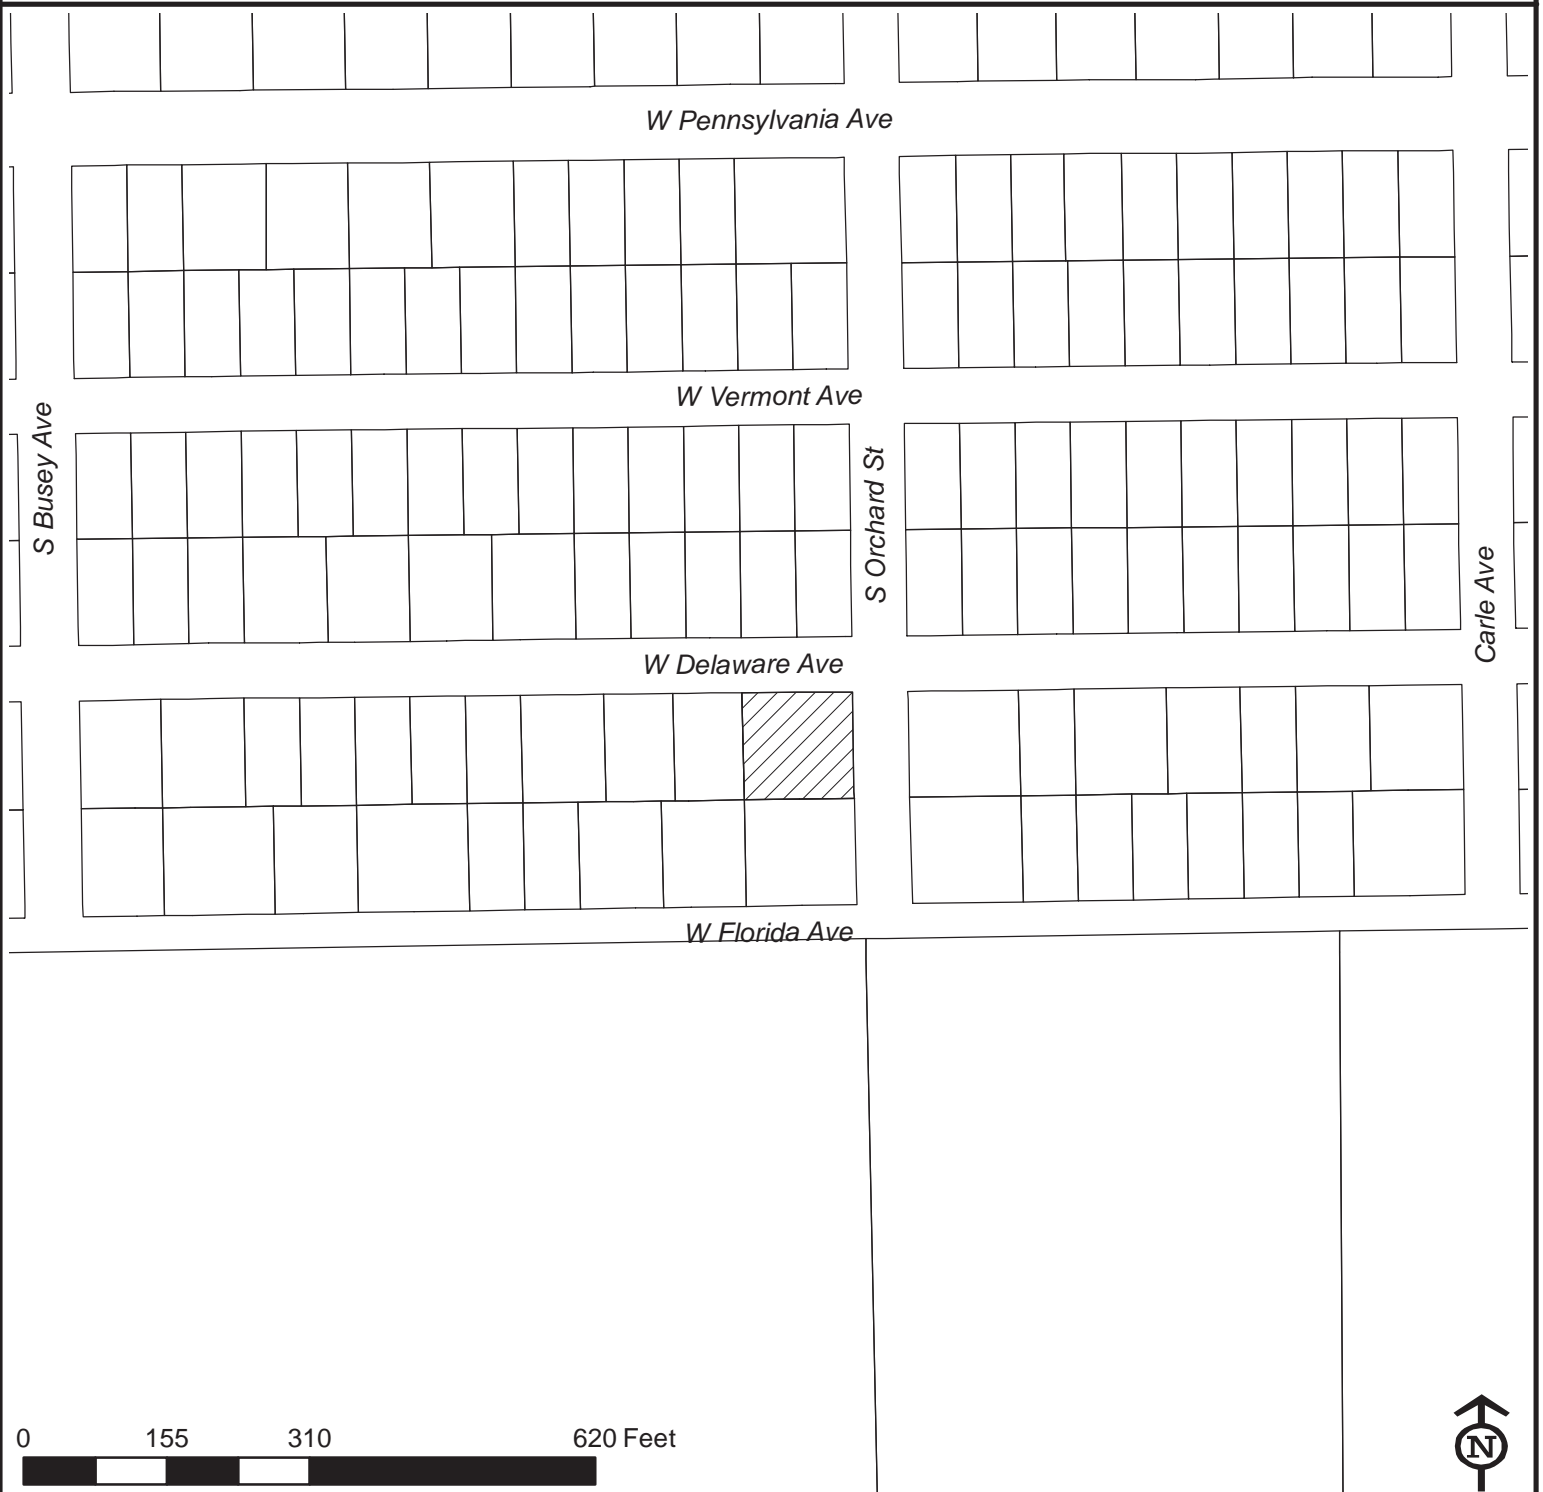 W Pennsylvania Ave
W Vermont Ave
S Busey Ave
S Orchard St
Carle Ave
W Delaware Ave
W Florida Ave
0 155 310 620 Feet
N